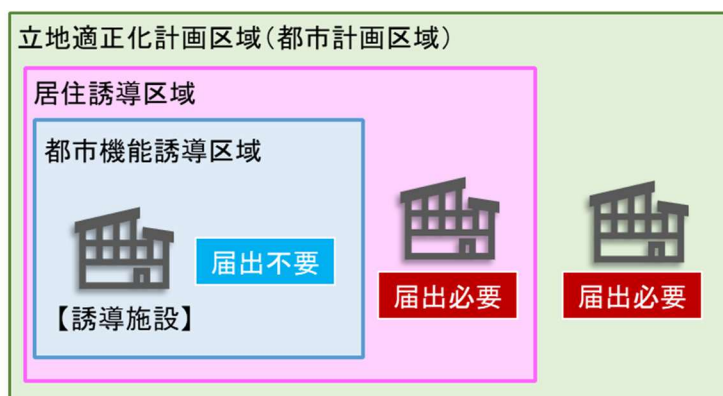 立地適正化計画区域（都市計画区域）
居住誘導区域
都市機能誘導区域
届出不要
【誘導施設】
届出必要
届出必要